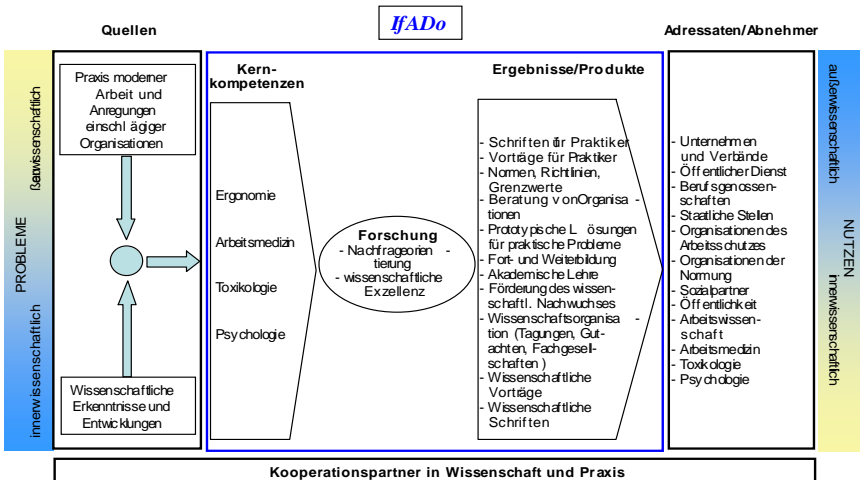 IfADo
Quellen
Adressaten/Abnehmer
PROBLEME
ßerwissenschaftlich
innerwissenschaftlich
Praxis moderner
Arbeit und
Anregungen
einschl ägiger
Organisationen
Wissenschaftliche
Erkenntnisse und
Entwicklungen
Kern-
kompetenzen
Ergonomie
Arbeitsmedizin
Toxikologie
Psychologie
Forschung
- Nachfrageorien -
tierung
- wissenschaftliche
Exzellenz
Ergebnisse/Produkte
- Schriften für Praktiker
- Vorträge für Praktiker
- Normen, Richtlinien,
Grenzwerte
- Beratung von Organisa -
tionen
- Prototypische L ösungen
für praktische Probleme
- Fort- und Weiterbildung
- Akademische Lehre
- Förderung des wissen-
schaftl. Nachwuchses
- Wissenschaftsorganisa -
tion (Tagungen, Gut-
achten, Fachgesell-
schaften )
- Wissenschaftliche
Vorträge
- Wissenschaftliche
Schriften
- Unternehmen
und Verbände
- Öffentlicher Dienst
- Berufsgenossen-
schaften
- Staatliche Stellen
- Organisationen des
Arbeitsschutzes
- Organisationen der
Normung
- Sozialpartner
- Öffentlichkeit
- Arbeitswissen-
schaft
- Arbeitsmedizin
- Toxikologie
- Psychologie
außerwissenschaftlich
innerwissenschaftlich
NUTZEN
Kooperationspartner in Wissenschaft und Praxis